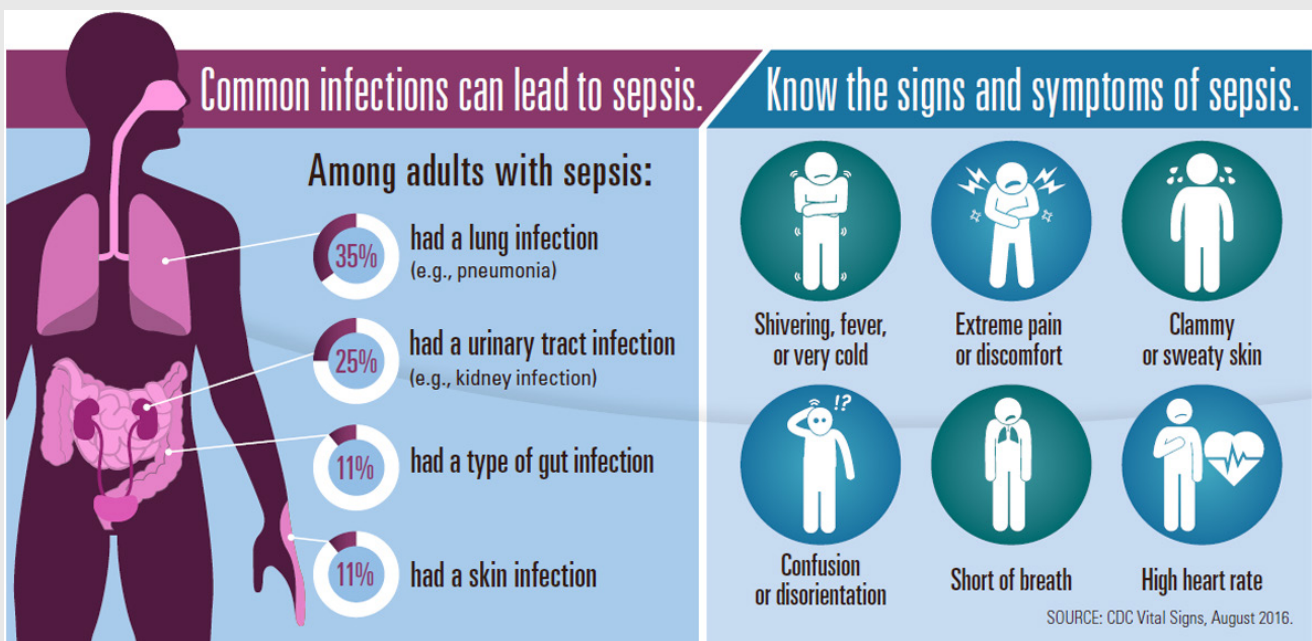 Common infections can lead to sepsis.
Among adults with sepsis:
35%
had a lung infection
(e.g., pneumonia)
25%
had a urinary tract infection
(e.g., kidney infection)
11%
had a type of gut infection
11%
had a skin infection
Know the signs and symptoms of sepsis.
Shivering, fever,
or very cold
Extreme pain
or discomfort
Clammy
or sweaty skin
!?
Confusion
or disorientation
Short of breath
High heart rate
SOURCE: CDC Vital Signs, August 2016.